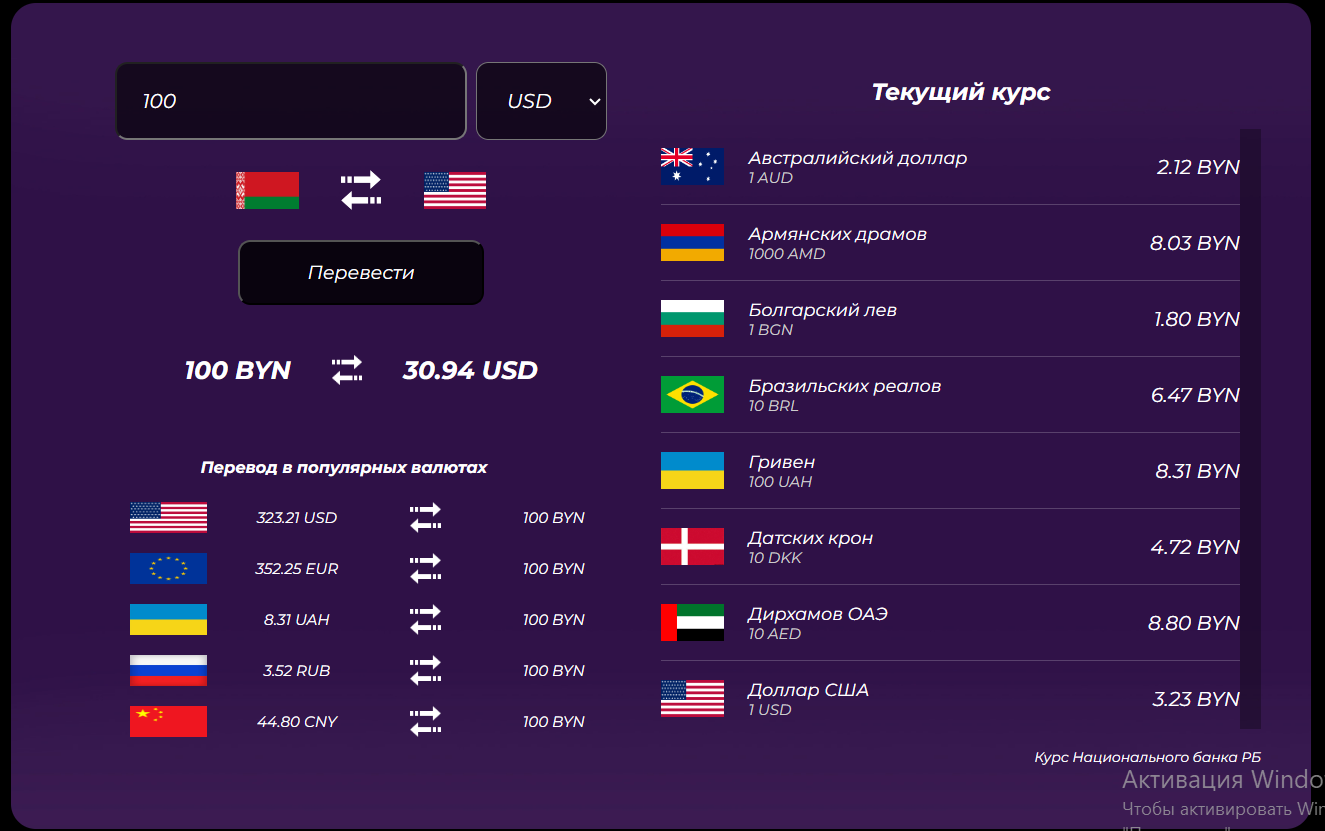 100
USD
Перевести
100 BYN
30.94 USD
Перевод в популярных валютах
323.21 USD
100 BYN
352.25 EUR
100 BYN
8.31 UAH
100 BYN
3.52 RUB
100 BYN
44.80 CNY
100 BYN
Текущий курс
Австралийский доллар
1 AUD
2.12 BYN
Армянских драмов
1000 AMD
8.03 BYN
Болгарский лев
1 BGN
1.80 BYN
Бразильских реалов
10 BRL
6.47 BYN
Гривен
100 UAH
8.31 BYN
Датских крон
10 DKK
4.72 BYN
Дирхамов ОАЭ
10 AED
8.80 BYN
Доллар США
1 USD
3.23 BYN
Курс Национального банка РБ
Активация Windo
Чтобы активировать Win